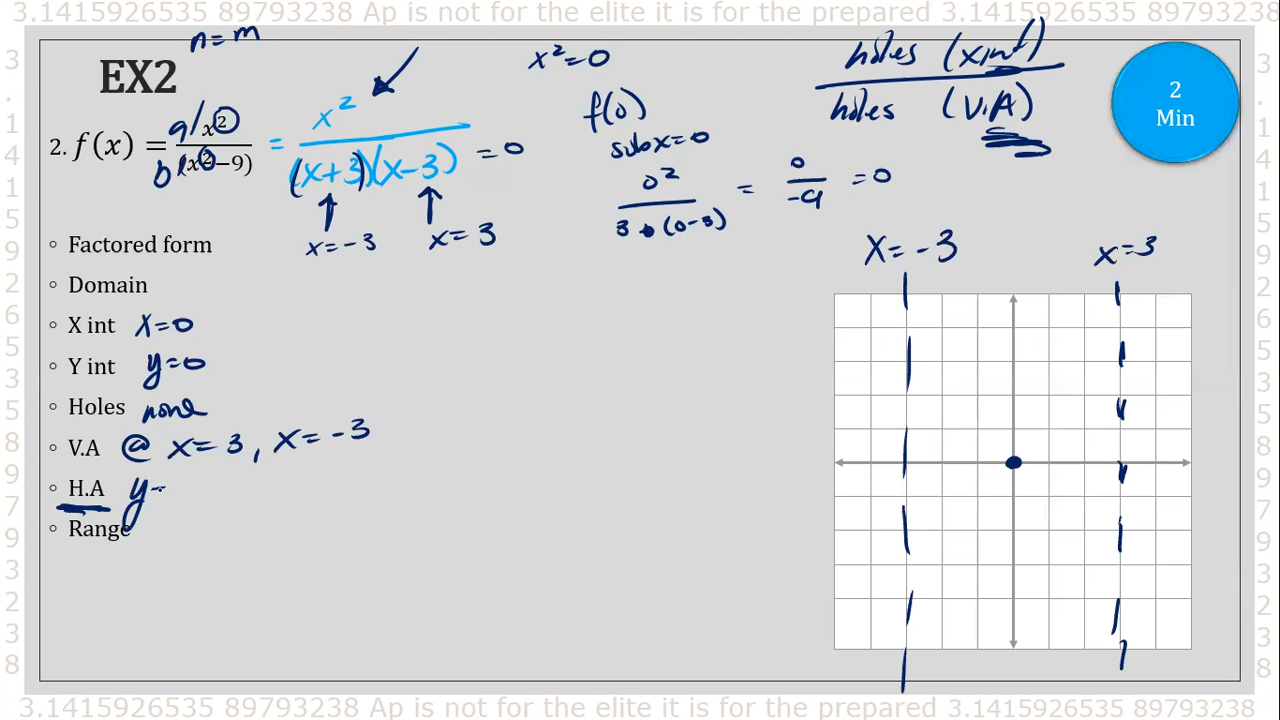 3.1415926535 89793238 Ap is not for the elite it is for the prepared 3.1415926535 89793238
n = m
EX2
2. f(x) = a1x² / b1(x² − 9) = x² / (x+3)(x−3) = 0
x = −3 x = 3
x² = 0
f(0)
sub x = 0
0² / 3•(0−3) = 0 / −9 = 0
holes (x int)
holes (V.A)
2
Min
◦ Factored form
◦ Domain
◦ X int x = 0
◦ Y int y = 0
◦ Holes none
◦ V.A @ x = 3, x = −3
◦ H.A y =
◦ Range
x = −3 x = 3
3.1415926535 89793238 Ap is not for the elite it is for the prepared 3.1415926535 89793238